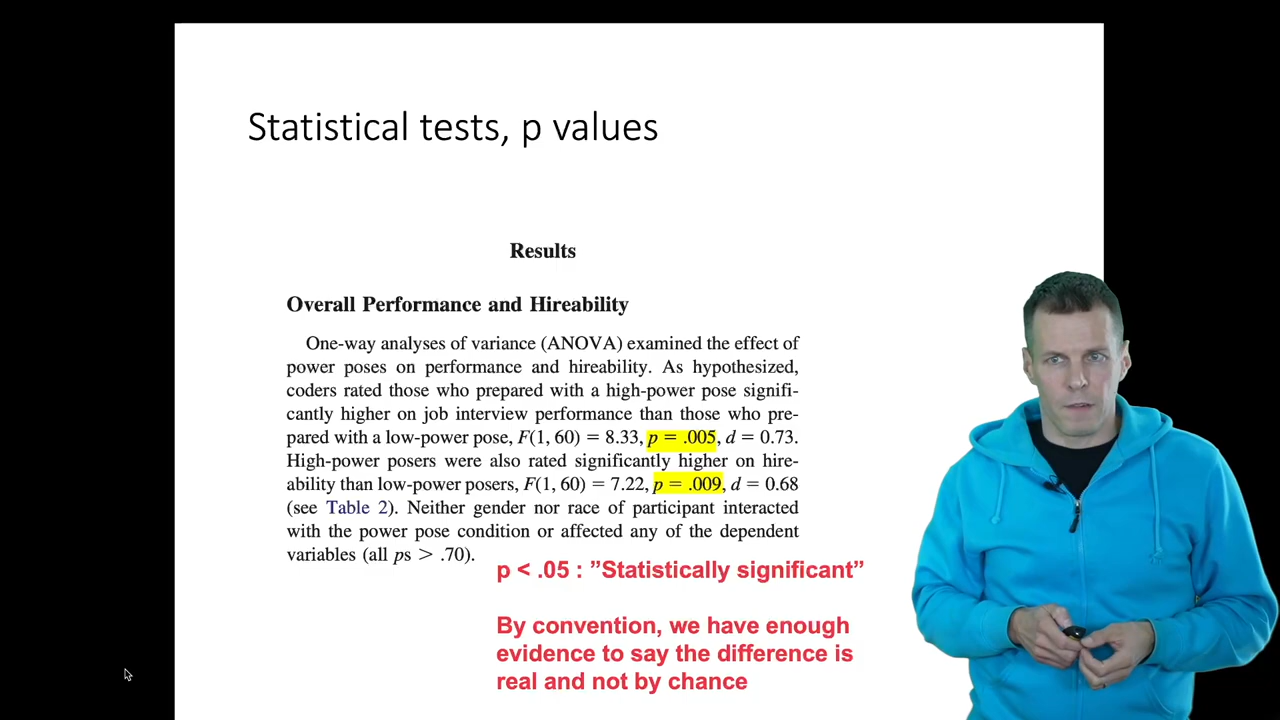 Statistical tests, p values
Results
Overall Performance and Hireability
One-way analyses of variance (ANOVA) examined the effect of
power poses on performance and hireability. As hypothesized,
coders rated those who prepared with a high-power pose signifi-
cantly higher on job interview performance than those who pre-
pared with a low-power pose, F(1, 60) = 8.33, p = .005, d = 0.73.
High-power posers were also rated significantly higher on hire-
ability than low-power posers, F(1, 60) = 7.22, p = .009, d = 0.68
(see Table 2). Neither gender nor race of participant interacted
with the power pose condition or affected any of the dependent
variables (all ps > .70).
p < .05 : ”Statistically significant”
By convention, we have enough
evidence to say the difference is
real and not by chance